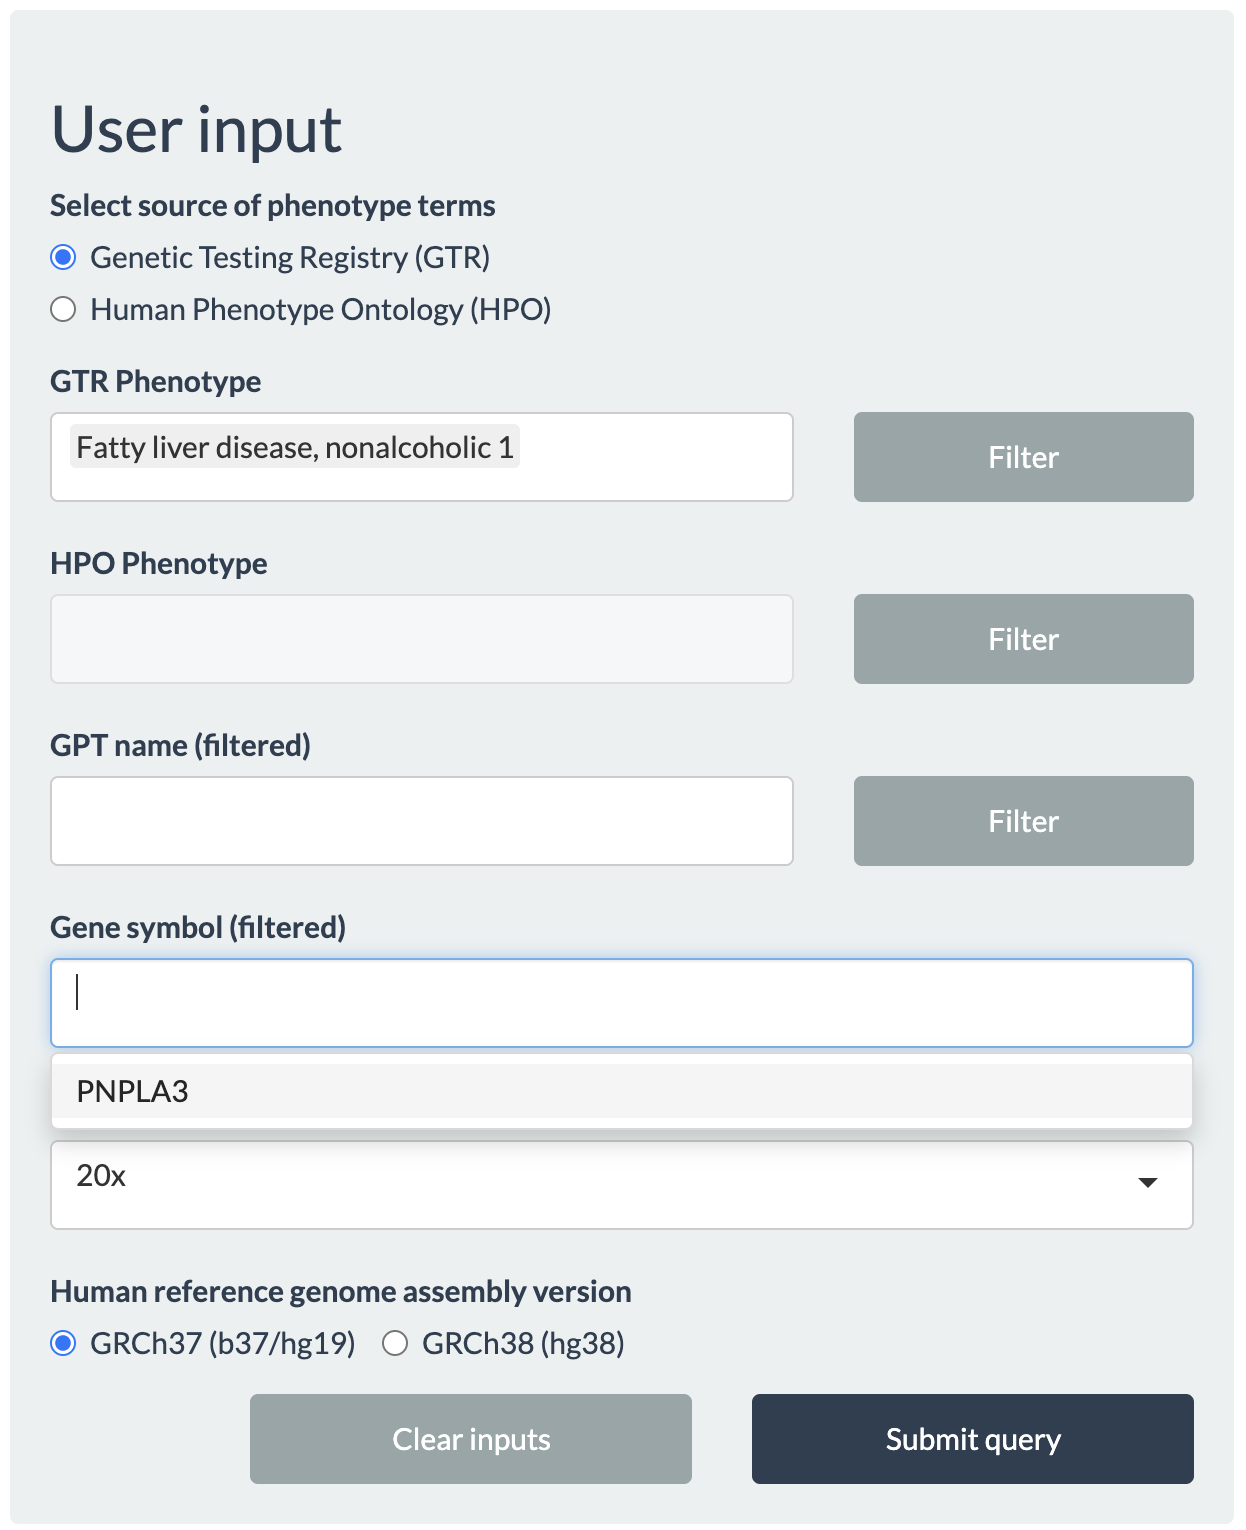 User input
Select source of phenotype terms
Genetic Testing Registry (GTR)
Human Phenotype Ontology (HPO)
GTR Phenotype
Fatty liver disease, nonalcoholic 1
Filter
HPO Phenotype
Filter
GPT name (filtered)
Filter
Gene symbol (filtered)
PNPLA3
20x
Human reference genome assembly version
GRCh37 (b37/hg19) GRCh38 (hg38)
Clear inputs Submit query